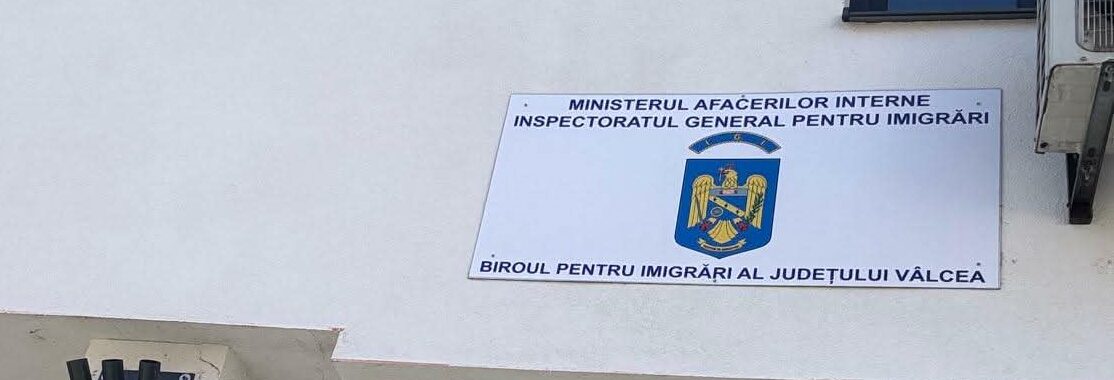 MINISTERUL AFACERILOR INTERNE
INSPECTORATUL GENERAL PENTRU IMIGRĂRI
I G I
BIROUL PENTRU IMIGRĂRI AL JUDEȚULUI VÂLCEA